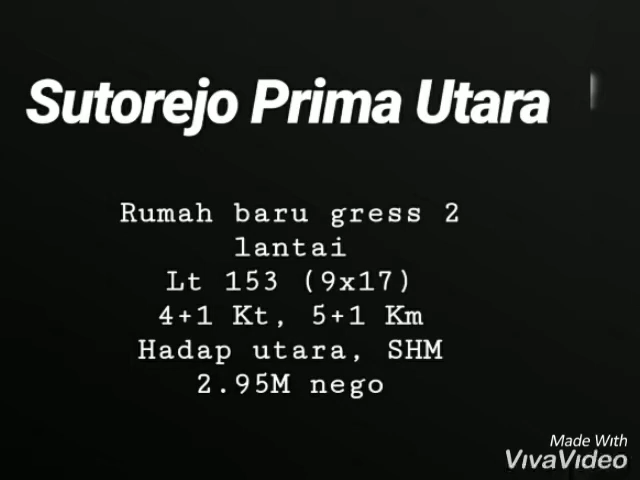 Sutorejo Prima Utara
Rumah baru gress 2
lantai
Lt 153 (9x17)
4+1 Kt, 5+1 Km
Hadap utara, SHM
2.95M nego
Made With
VivaVideo